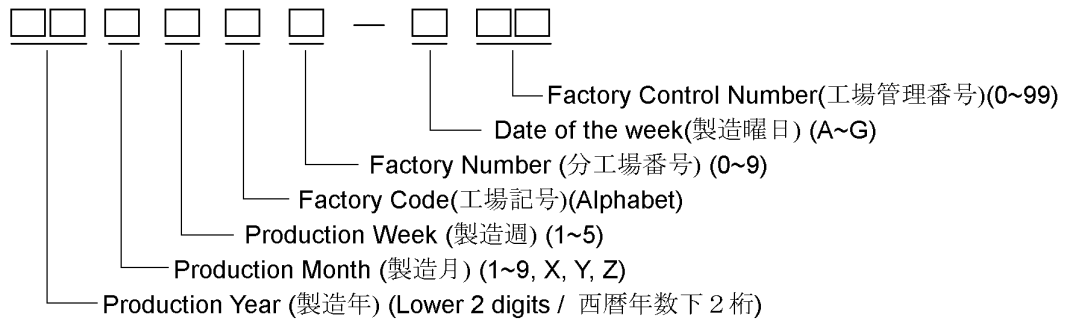 Factory Control Number(工場管理番号)(0~99)
Date of the week(製造曜日) (A~G)
Factory Number (分工場番号) (0~9)
Factory Code(工場記号)(Alphabet)
Production Week (製造週) (1~5)
Production Month (製造月) (1~9, X, Y, Z)
Production Year (製造年) (Lower 2 digits / 西暦年数下２桁)